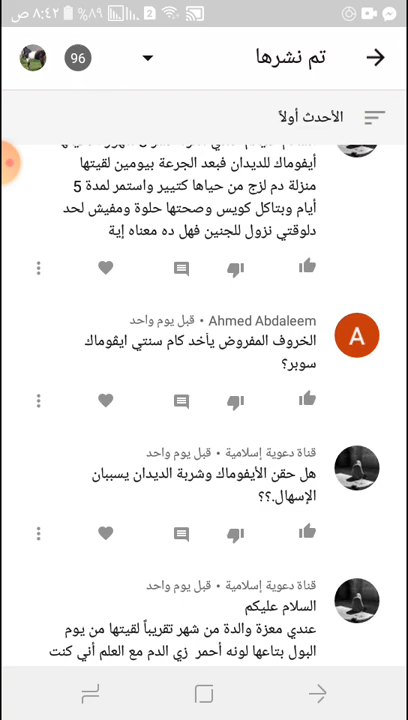 ٨:٤٢ ص
%٨٩
2
تم نشرها
96
الأحدث أولاً
أيفوماك للديدان فبعد الجرعة بيومين لقيتها
منزلة دم لزج من حياها كتيير واستمر لمدة 5
أيام وبتاكل كويس وصحتها حلوة ومفيش لحد
دلوقتي نزول للجنين فهل ده معناه إية
Ahmed Abdaleem • قبل يوم واحد
A
الخروف المفروض يأخد كام سنتي ايڤوماك
سوبر؟
قناة دعوية إسلامية • قبل يوم واحد
هل حقن الأيفوماك وشربة الديدان يسببان
الإسهال.؟؟
قناة دعوية إسلامية • قبل يوم واحد
السلام عليكم
عندي معزة والدة من شهر تقريباً لقيتها من يوم
البول بتاعها لونه أحمر زي الدم مع العلم أني كنت